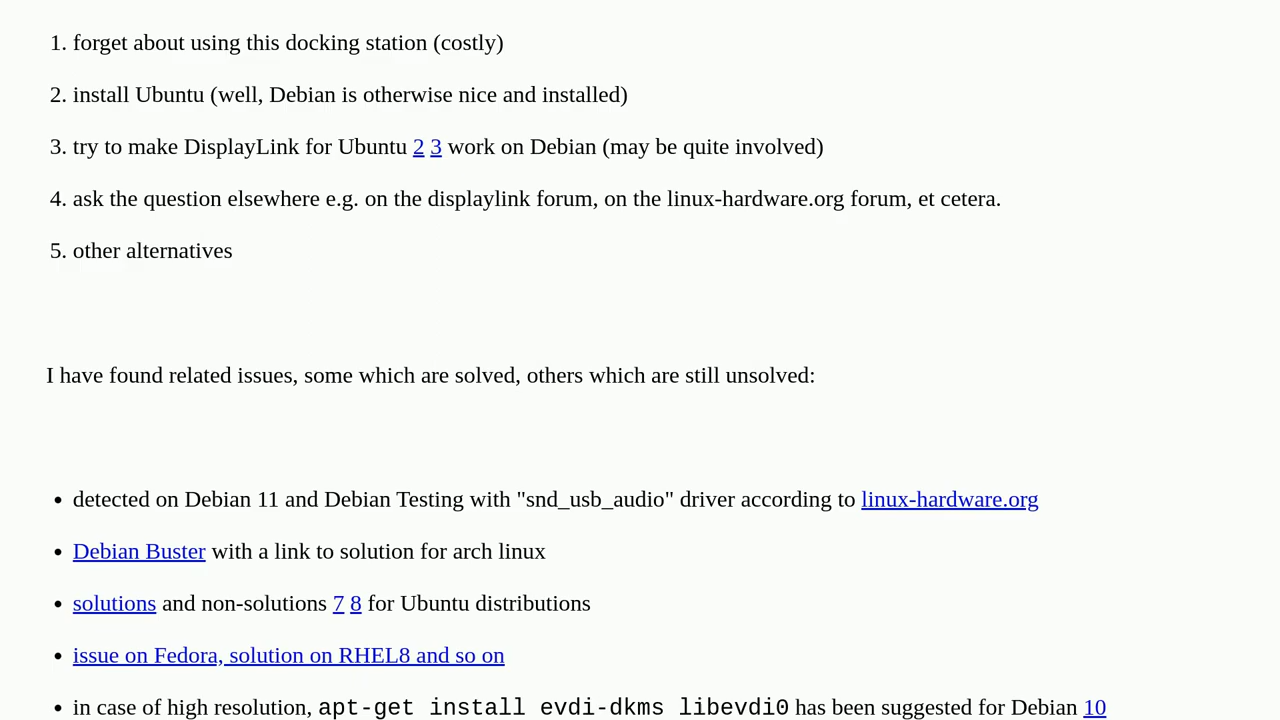 1. forget about using this docking station (costly)
2. install Ubuntu (well, Debian is otherwise nice and installed)
3. try to make DisplayLink for Ubuntu 2 3 work on Debian (may be quite involved)
4. ask the question elsewhere e.g. on the displaylink forum, on the linux-hardware.org forum, et cetera.
5. other alternatives
I have found related issues, some which are solved, others which are still unsolved:
• detected on Debian 11 and Debian Testing with "snd_usb_audio" driver according to linux-hardware.org
• Debian Buster with a link to solution for arch linux
• solutions and non-solutions 7 8 for Ubuntu distributions
• issue on Fedora, solution on RHEL8 and so on
• in case of high resolution, apt-get install evdi-dkms libevdi0 has been suggested for Debian 10